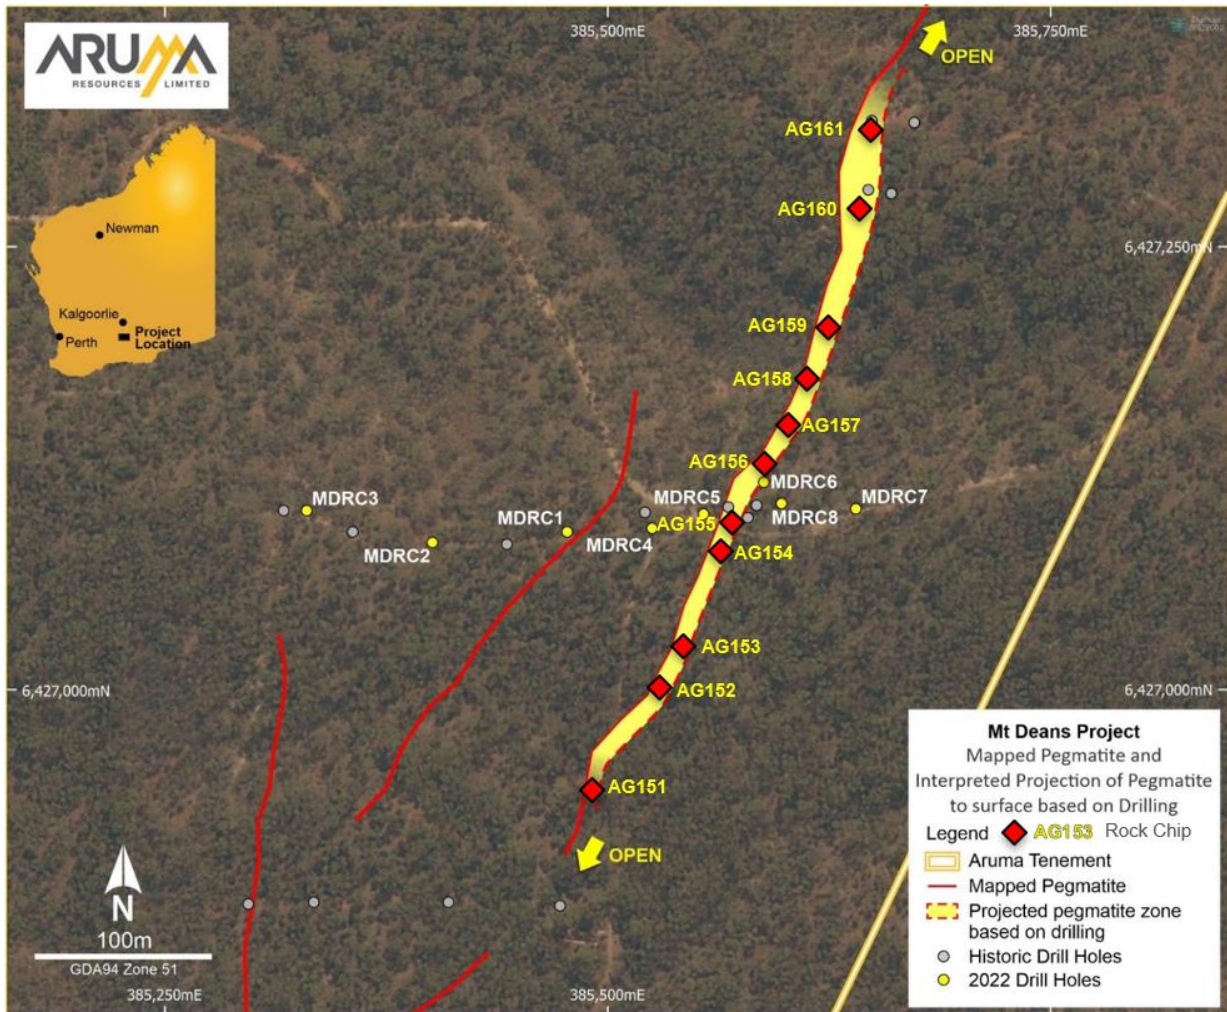 ARUMA
RESOURCES LIMITED
385,500mE
385,750mE
OPEN
AG161
AG160
Newman
6,427,250mN
Kalgoorlie
Project
Location
Perth
AG159
AG158
AG157
AG156
MDRC6
MDRC3
MDRC5
MDRC7
MDRC1
AG155
MDRC8
MDRC2
MDRC4
AG154
AG153
6,427,000mN
AG152
6,427,000mN
AG151
OPEN
N
100m
GDA94 Zone 51
385,250mE
385,500mE
Mt Deans Project
Mapped Pegmatite and
Interpreted Projection of Pegmatite
to surface based on Drilling
Legend AG153 Rock Chip
Aruma Tenement
Mapped Pegmatite
Projected pegmatite zone
based on drilling
Historic Drill Holes
2022 Drill Holes